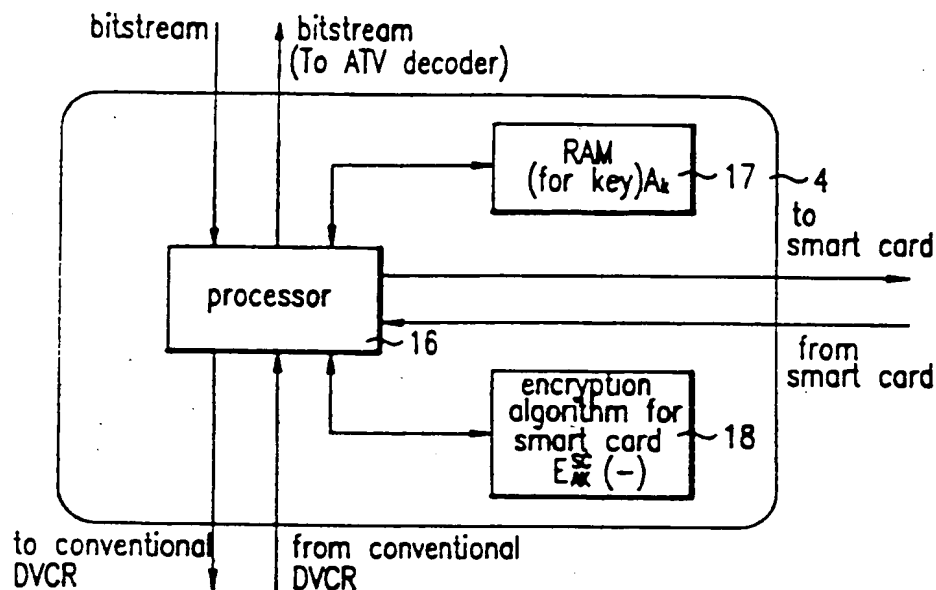 bitstream
bitstream
(To ATV decoder)
RAM
(for key)Ak
17
4
to
smart card
processor
16
from
smart card
encryption
algorithm for
smart card
E (-)
18
to conventional
DVCR
from conventional
DVCR